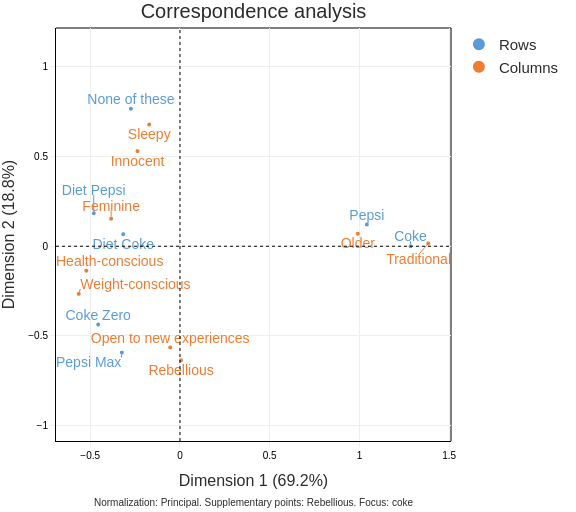 Correspondence analysis
Rows
Columns
1
0.5
0
−0.5
−1
None of these
Sleepy
Innocent
Diet Pepsi
Feminine
Pepsi
Coke
Diet Coke
Older
Traditional
Health-conscious
Weight-conscious
Coke Zero
Open to new experiences
Pepsi Max
Rebellious
−0.5
0
0.5
1
1.5
Dimension 2 (18.8%)
Dimension 1 (69.2%)
Normalization: Principal. Supplementary points: Rebellious. Focus: coke